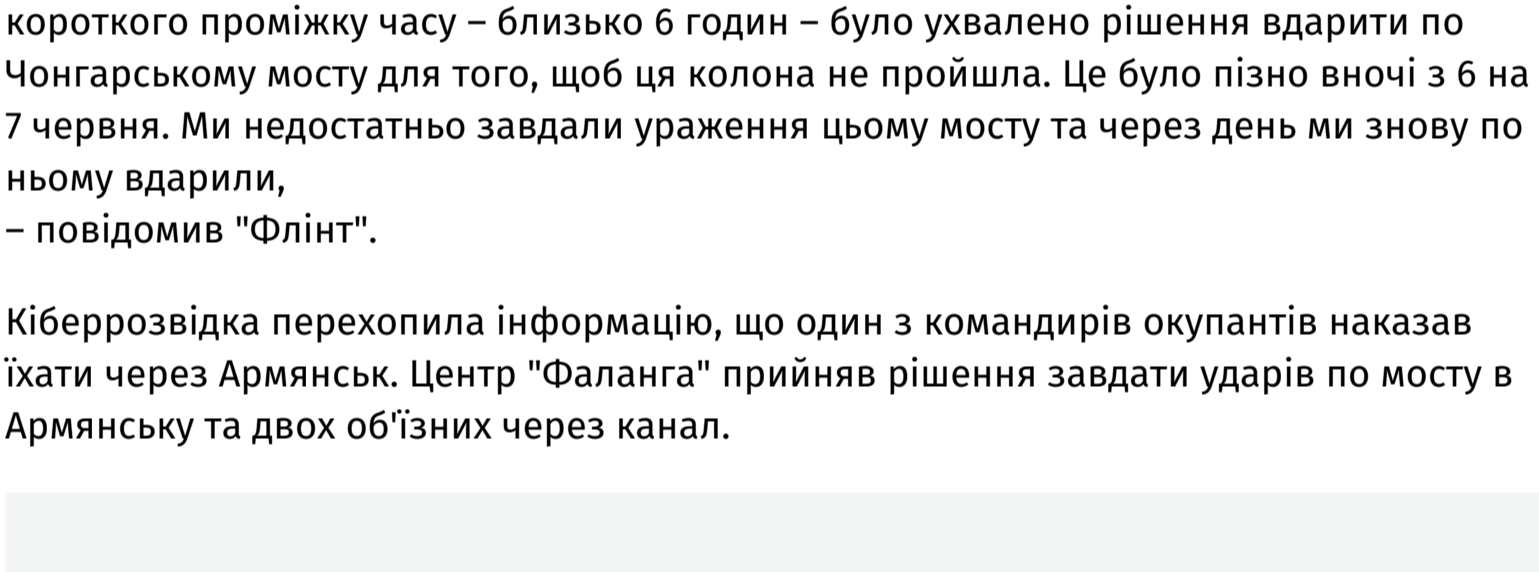 короткого проміжку часу – близько 6 годин – було ухвалено рішення вдарити по
Чонгарському мосту для того, щоб ця колона не пройшла. Це було пізно вночі з 6 на
7 червня. Ми недостатньо завдали ураження цьому мосту та через день ми знову по
ньому вдарили,
– повідомив "Флінт".
Кіберрозвідка перехопила інформацію, що один з командирів окупантів наказав
їхати через Армянськ. Центр "Фаланга" прийняв рішення завдати ударів по мосту в
Армянську та двох об'їзних через канал.